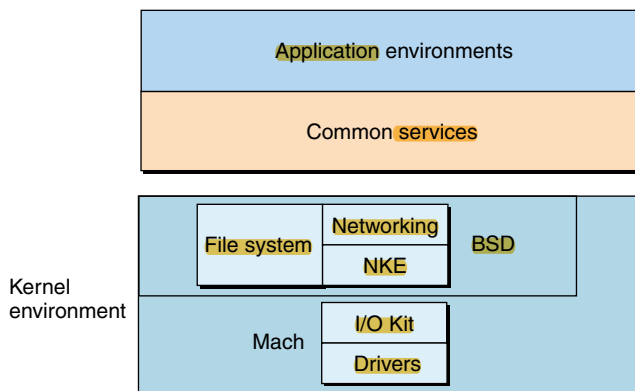 Application environments
Common services
File system
Networking
NKE
BSD
Kernel
environment
Mach
I/O Kit
Drivers